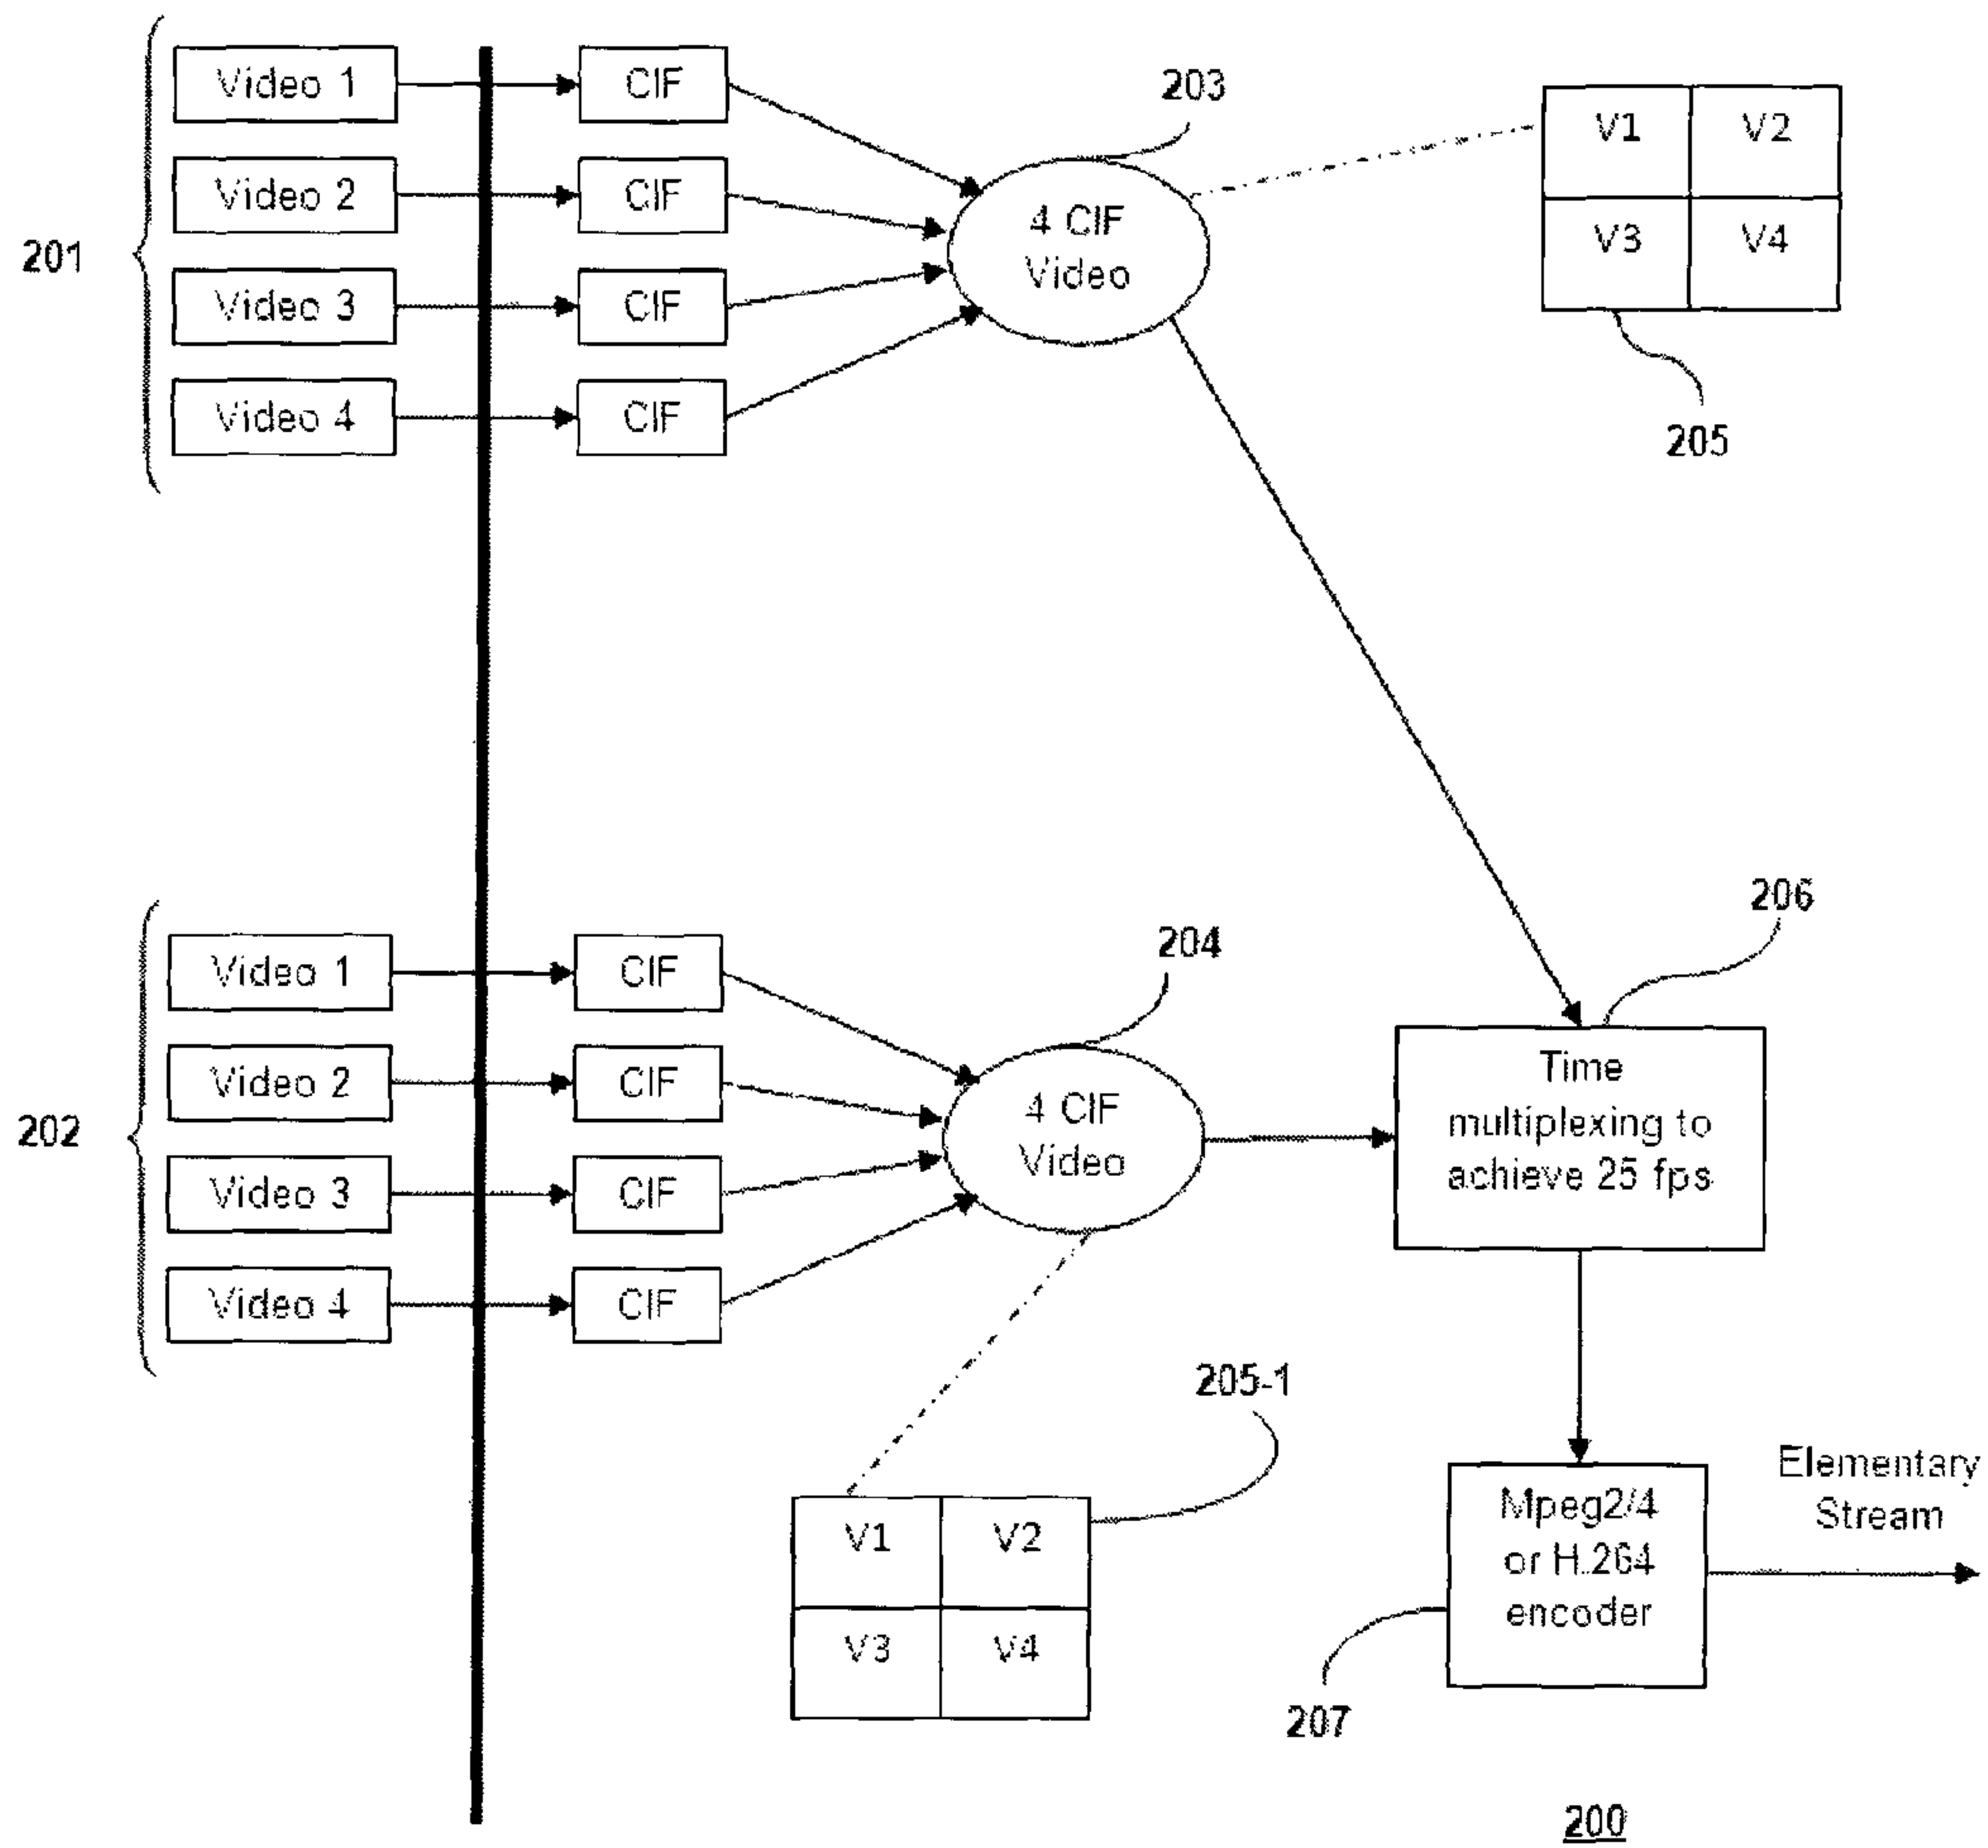 201
Video 1
CIF
Video 2
CIF
Video 3
CIF
Video 4
CIF
203
4 CIF
Video
V1
V2
V3
V4
205
202
Video 1
CIF
Video 2
CIF
Video 3
CIF
Video 4
CIF
204
4 CIF
Video
206
Time
multiplexing to
achieve 25 fps
205-1
V1
V2
V3
V4
Mpeg2/4
or H.264
encoder
Elementary
Stream
207
200